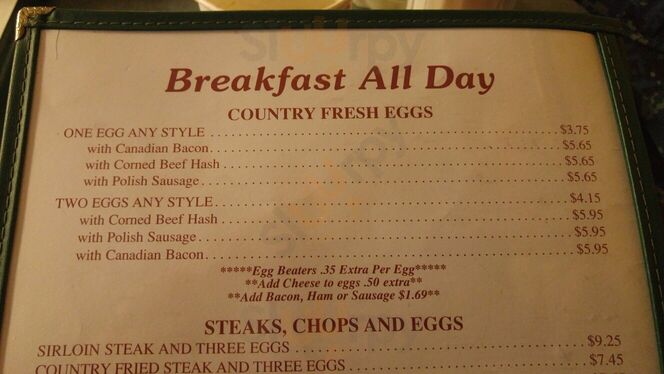 Breakfast All Day
COUNTRY FRESH EGGS
ONE EGG ANY STYLE ........................................ $3.75
with Canadian Bacon ........................................ $5.65
with Corned Beef Hash ........................................ $5.65
with Polish Sausage ........................................ $5.65
TWO EGGS ANY STYLE ........................................ $4.15
with Corned Beef Hash ........................................ $5.95
with Polish Sausage ........................................ $5.95
with Canadian Bacon ........................................ $5.95
*****Egg Beaters .35 Extra Per Egg*****
**Add Cheese to eggs .50 extra**
**Add Bacon, Ham or Sausage $1.69**
STEAKS, CHOPS AND EGGS
SIRLOIN STEAK AND THREE EGGS ........................................ $9.25
COUNTRY FRIED STEAK AND THREE EGGS ........................................ $7.45